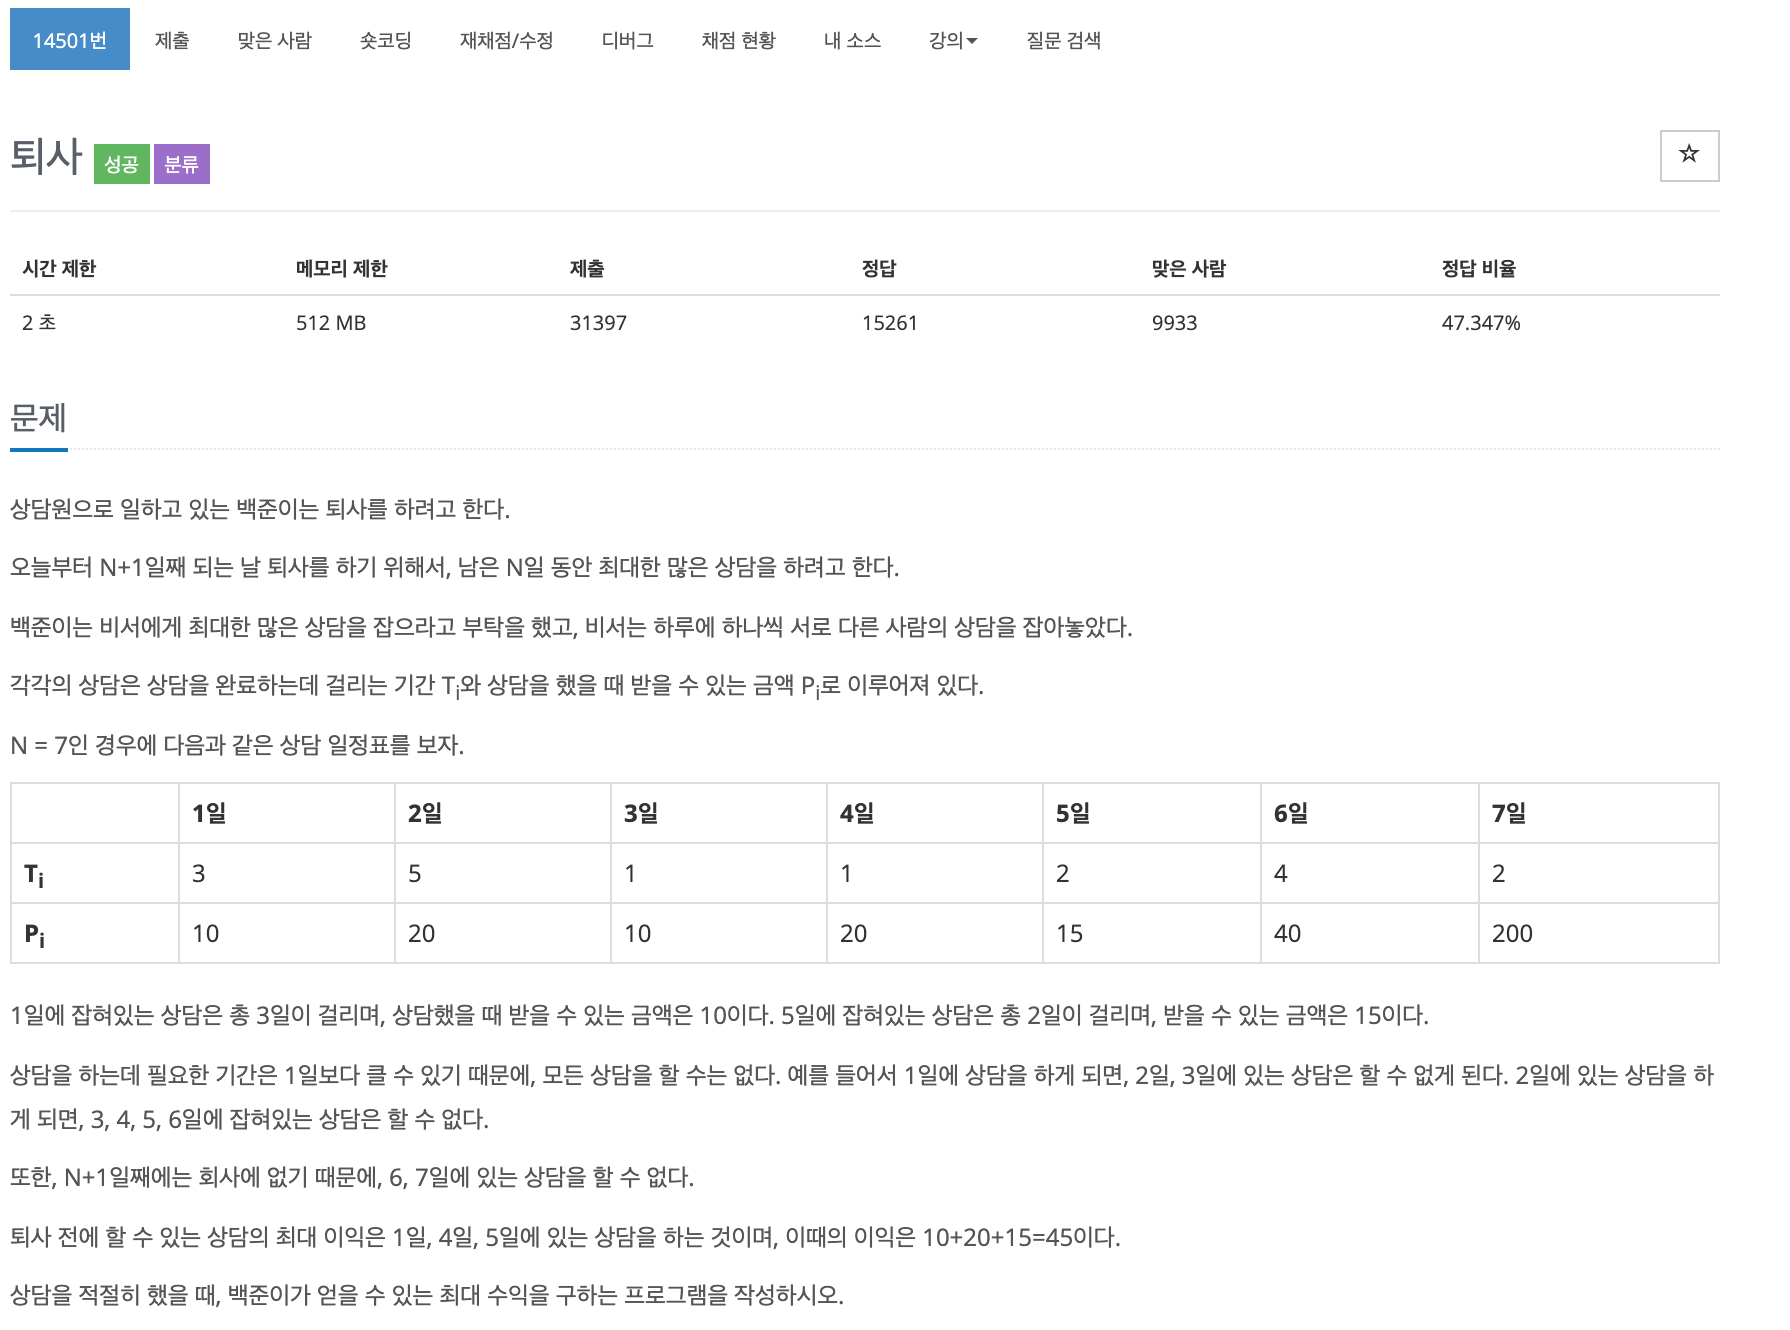 14501번 제출 맞은 사람 숏코딩 재채점/수정 디버그 채점 현황 내 소스 강의 질문 검색
퇴사 성공 분류
시간 제한 메모리 제한 제출 정답 맞은 사람 정답 비율
2 초 512 MB 31397 15261 9933 47.347%
문제
상담원으로 일하고 있는 백준이는 퇴사를 하려고 한다.
오늘부터 N+1일째 되는 날 퇴사를 하기 위해서, 남은 N일 동안 최대한 많은 상담을 하려고 한다.
백준이는 비서에게 최대한 많은 상담을 잡으라고 부탁을 했고, 비서는 하루에 하나씩 서로 다른 사람의 상담을 잡아놓았다.
각각의 상담은 상담을 완료하는데 걸리는 기간 Ti와 상담을 했을 때 받을 수 있는 금액 Pi로 이루어져 있다.
N = 7인 경우에 다음과 같은 상담 일정표를 보자.
1일 2일 3일 4일 5일 6일 7일
Ti 3 5 1 1 2 4 2
Pi 10 20 10 20 15 40 200
1일에 잡혀있는 상담은 총 3일이 걸리며, 상담했을 때 받을 수 있는 금액은 10이다. 5일에 잡혀있는 상담은 총 2일이 걸리며, 받을 수 있는 금액은 15이다.
상담을 하는데 필요한 기간은 1일보다 클 수 있기 때문에, 모든 상담을 할 수는 없다. 예를 들어서 1일에 상담을 하게 되면, 2일, 3일에 있는 상담은 할 수 없게 된다. 2일에 있는 상담을 하
게 되면, 3, 4, 5, 6일에 잡혀있는 상담은 할 수 없다.
또한, N+1일째에는 회사에 없기 때문에, 6, 7일에 있는 상담을 할 수 없다.
퇴사 전에 할 수 있는 상담의 최대 이익은 1일, 4일, 5일에 있는 상담을 하는 것이며, 이때의 이익은 10+20+15=45이다.
상담을 적절히 했을 때, 백준이가 얻을 수 있는 최대 수익을 구하는 프로그램을 작성하시오.